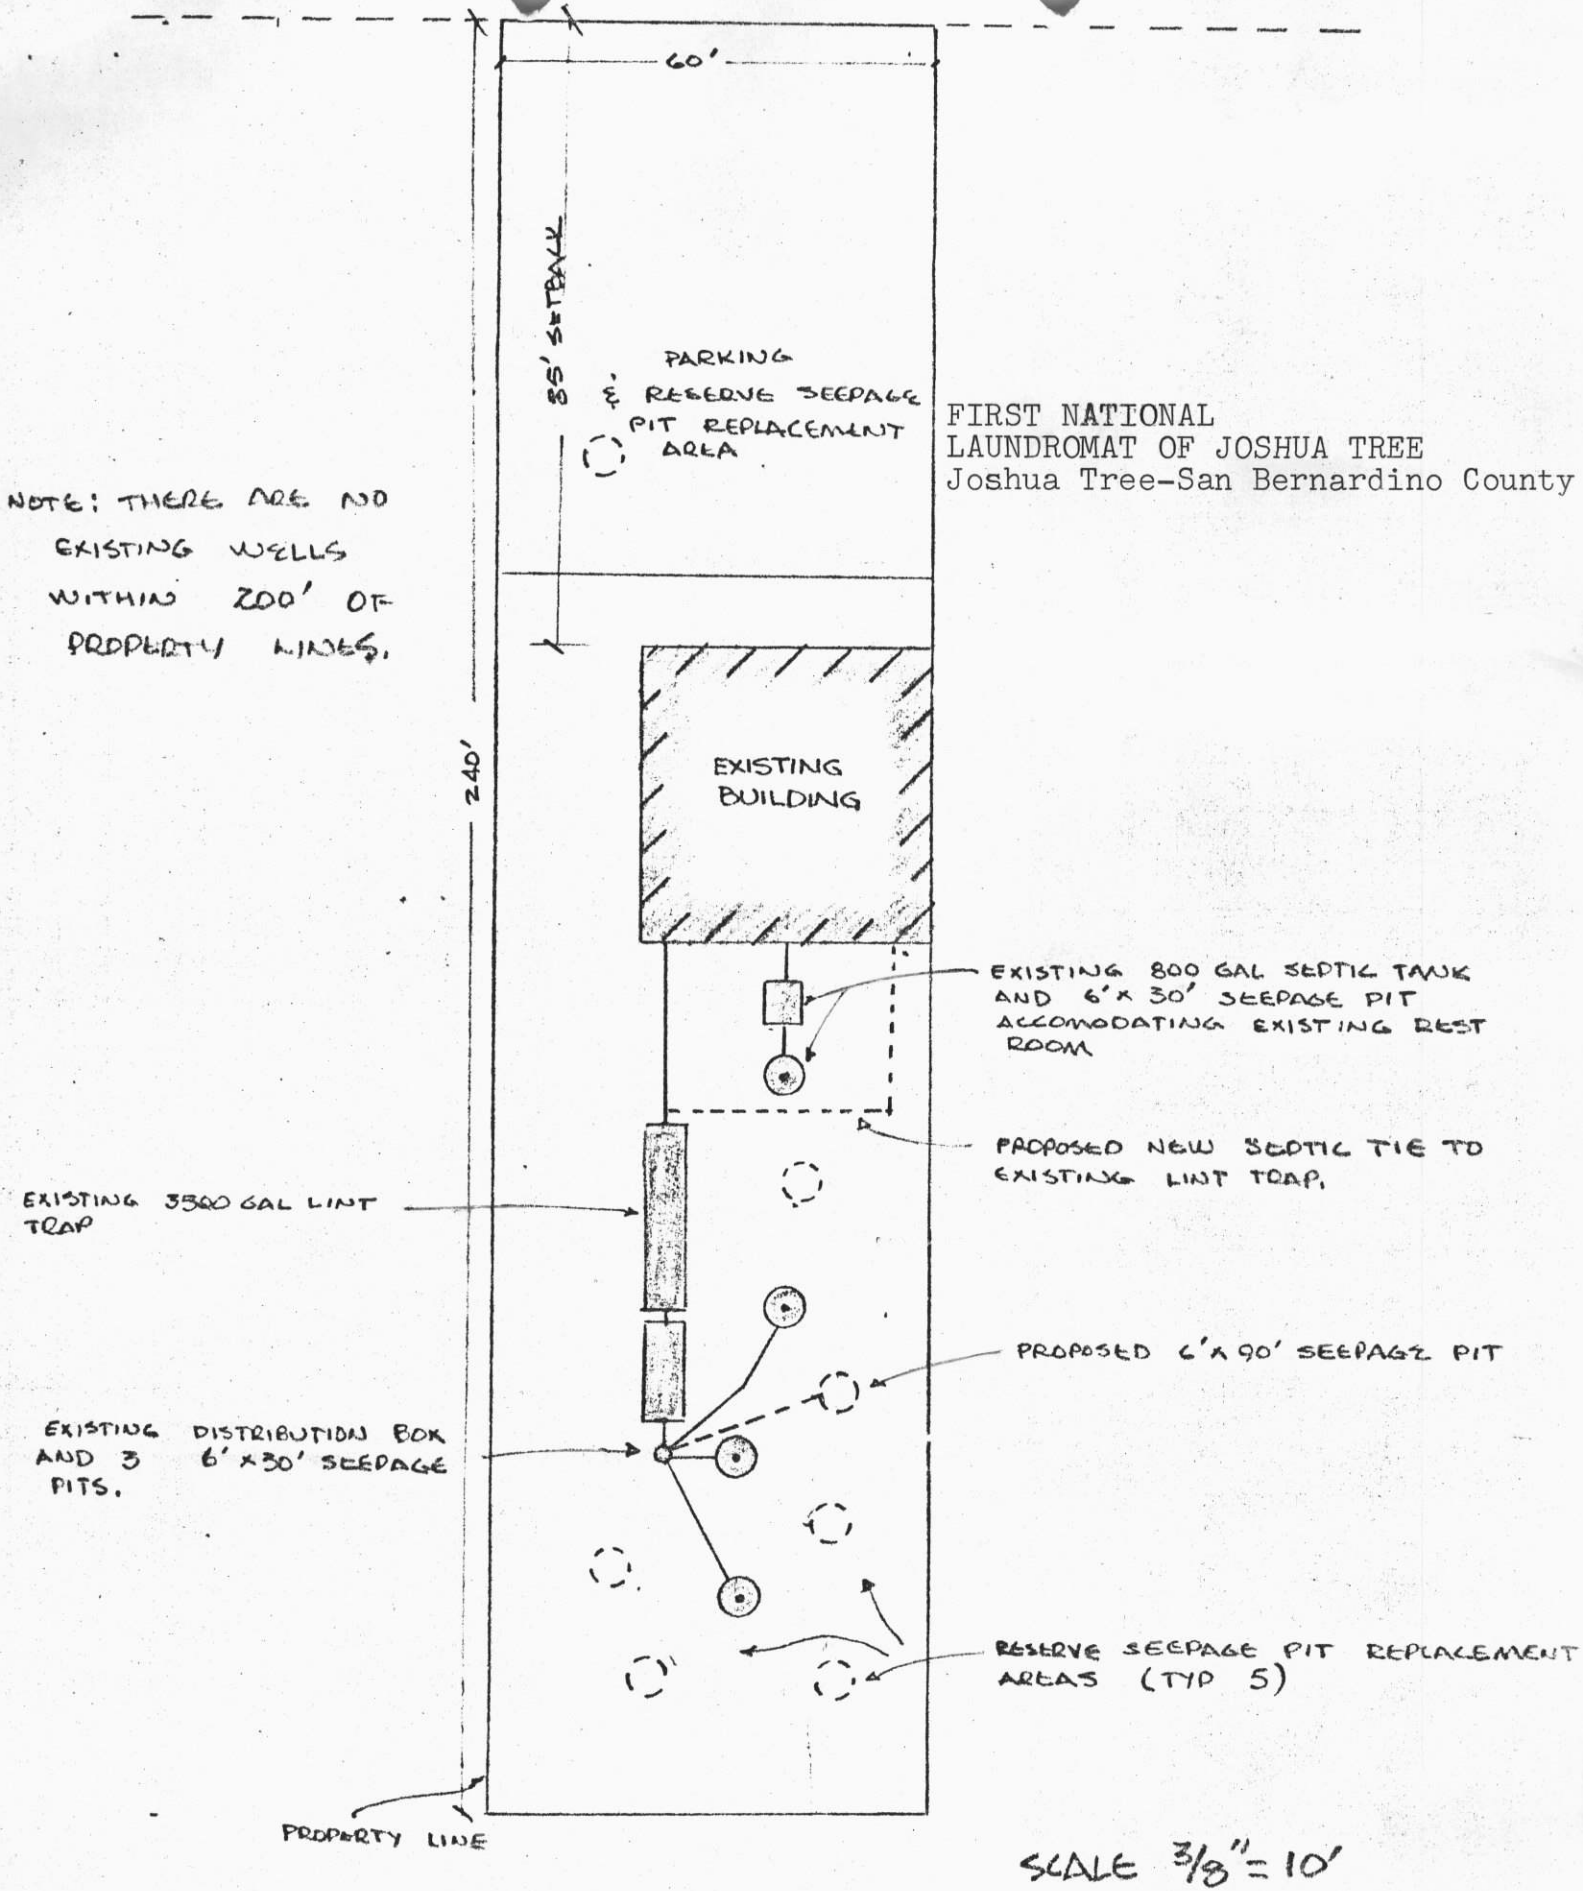 60'
85' SETBACK
PARKING
& RESERVE SEEPAGE
PIT REPLACEMENT
AREA
FIRST NATIONAL
LAUNDROMAT OF JOSHUA TREE
Joshua Tree-San Bernardino County
NOTE: THERE ARE NO
EXISTING WELLS
WITHIN 200' OF
PROPERTY LINES.
240'
EXISTING
BUILDING
EXISTING 800 GAL SEPTIC TANK
AND 6' x 30' SEEPAGE PIT
ACCOMODATING EXISTING REST
ROOM
PROPOSED NEW SEPTIC TIE TO
EXISTING LINT TRAP.
EXISTING 3500 GAL LINT
TRAP
PROPOSED 6' x 90' SEEPAGE PIT
EXISTING DISTRIBUTION BOX
AND 3 6' x 30' SEEPAGE
PITS.
RESERVE SEEPAGE PIT REPLACEMENT
AREAS (TYP 5)
PROPERTY LINE
SCALE 3/8" = 10'